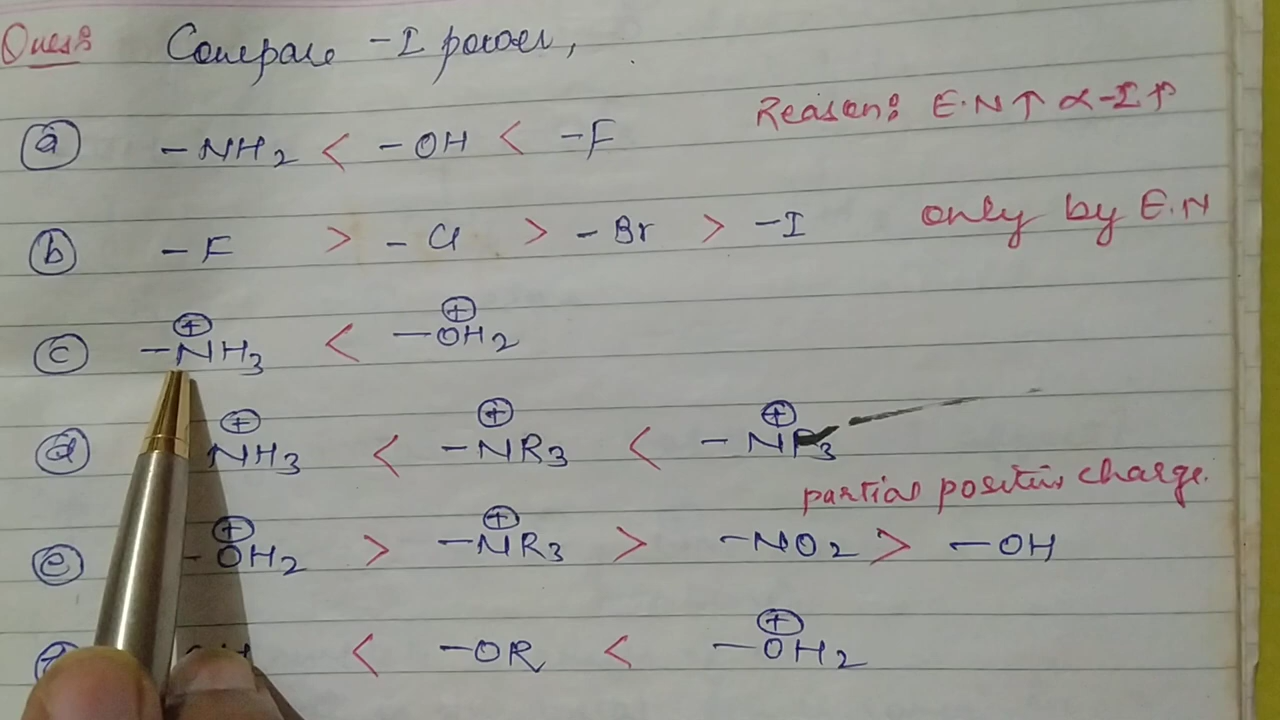 Ques:- Compare -I power,
Reason: E.N↑ ∝ -I↑
(a) -NH₂ < -OH < -F
only by E.N
(b) -F > -Cl > -Br > -I
(c) -N⊕H₃ < -O⊕H₂
(d) N⊕H₃ < -N⊕R₃ < -N⊕F₃
partial positive charge.
(e) -O⊕H₂ > -N⊕R₃ > -NO₂ > -OH
< -OR < -O⊕H₂